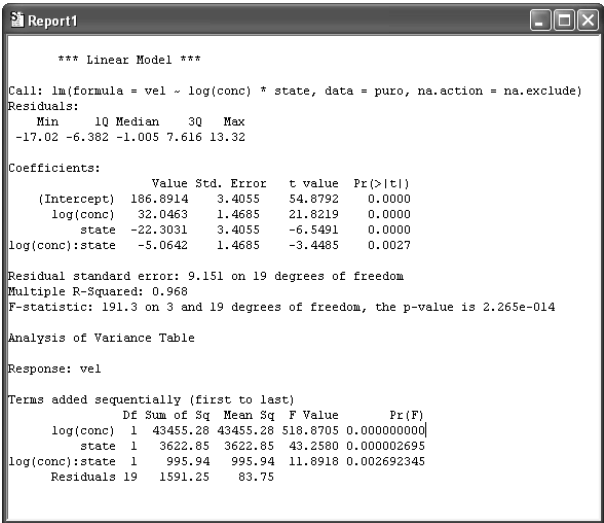 Report1
*** Linear Model ***
Call: lm(formula = vel ~ log(conc) * state, data = puro, na.action = na.exclude)
Residuals:
Min 1Q Median 3Q Max
-17.02 -6.382 -1.005 7.616 13.32
Coefficients:
Value Std. Error t value Pr(>|t|)
(Intercept) 186.8914 3.4055 54.8792 0.0000
log(conc) 32.0463 1.4685 21.8219 0.0000
state -22.3031 3.4055 -6.5491 0.0000
log(conc):state -5.0642 1.4685 -3.4485 0.0027
Residual standard error: 9.151 on 19 degrees of freedom
Multiple R-Squared: 0.968
F-statistic: 191.3 on 3 and 19 degrees of freedom, the p-value is 2.265e-014
Analysis of Variance Table
Response: vel
Terms added sequentially (first to last)
Df Sum of Sq Mean Sq F Value Pr(F)
log(conc) 1 43455.28 43455.28 518.8705 0.000000000
state 1 3622.85 3622.85 43.2580 0.000002695
log(conc):state 1 995.94 995.94 11.8918 0.002692345
Residuals 19 1591.25 83.75